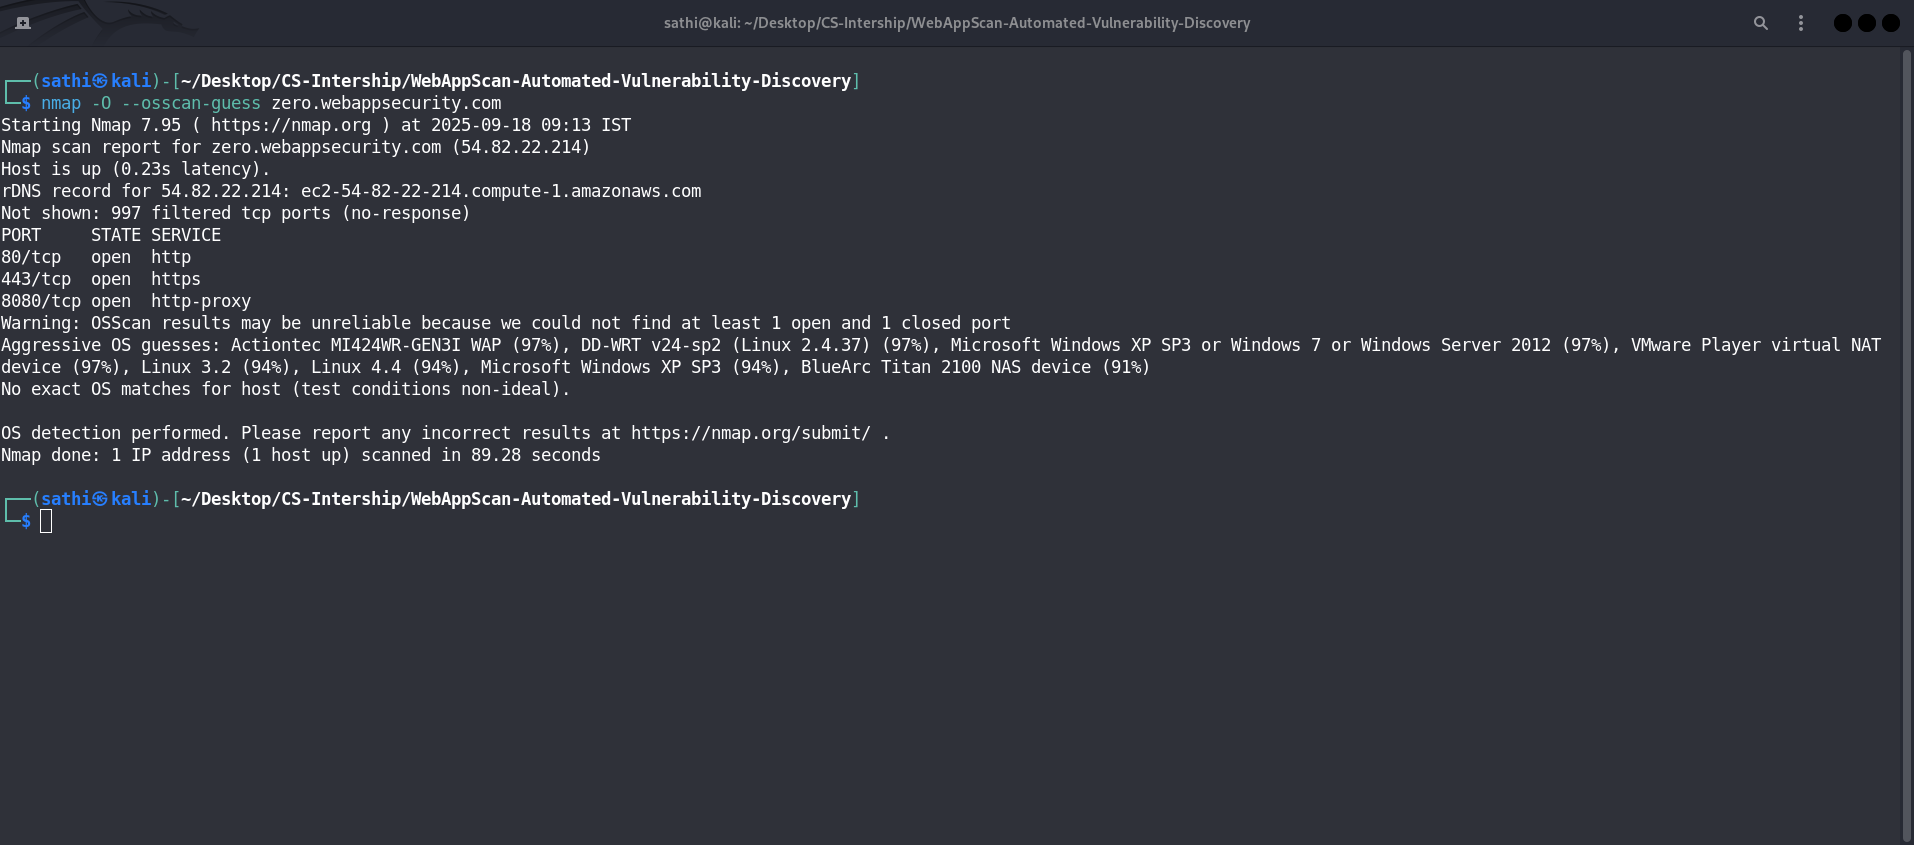 sathi@kali: ~/Desktop/CS-Intership/WebAppScan-Automated-Vulnerability-Discovery
┌──(sathi㉿kali)-[~/Desktop/CS-Intership/WebAppScan-Automated-Vulnerability-Discovery]
└─$ nmap -O --osscan-guess zero.webappsecurity.com
Starting Nmap 7.95 ( https://nmap.org ) at 2025-09-18 09:13 IST
Nmap scan report for zero.webappsecurity.com (54.82.22.214)
Host is up (0.23s latency).
rDNS record for 54.82.22.214: ec2-54-82-22-214.compute-1.amazonaws.com
Not shown: 997 filtered tcp ports (no-response)
PORT     STATE SERVICE
80/tcp   open  http
443/tcp  open  https
8080/tcp open  http-proxy
Warning: OSScan results may be unreliable because we could not find at least 1 open and 1 closed port
Aggressive OS guesses: Actiontec MI424WR-GEN3I WAP (97%), DD-WRT v24-sp2 (Linux 2.4.37) (97%), Microsoft Windows XP SP3 or Windows 7 or Windows Server 2012 (97%), VMware Player virtual NAT
device (97%), Linux 3.2 (94%), Linux 4.4 (94%), Microsoft Windows XP SP3 (94%), BlueArc Titan 2100 NAS device (91%)
No exact OS matches for host (test conditions non-ideal).
OS detection performed. Please report any incorrect results at https://nmap.org/submit/ .
Nmap done: 1 IP address (1 host up) scanned in 89.28 seconds
┌──(sathi㉿kali)-[~/Desktop/CS-Intership/WebAppScan-Automated-Vulnerability-Discovery]
└─$